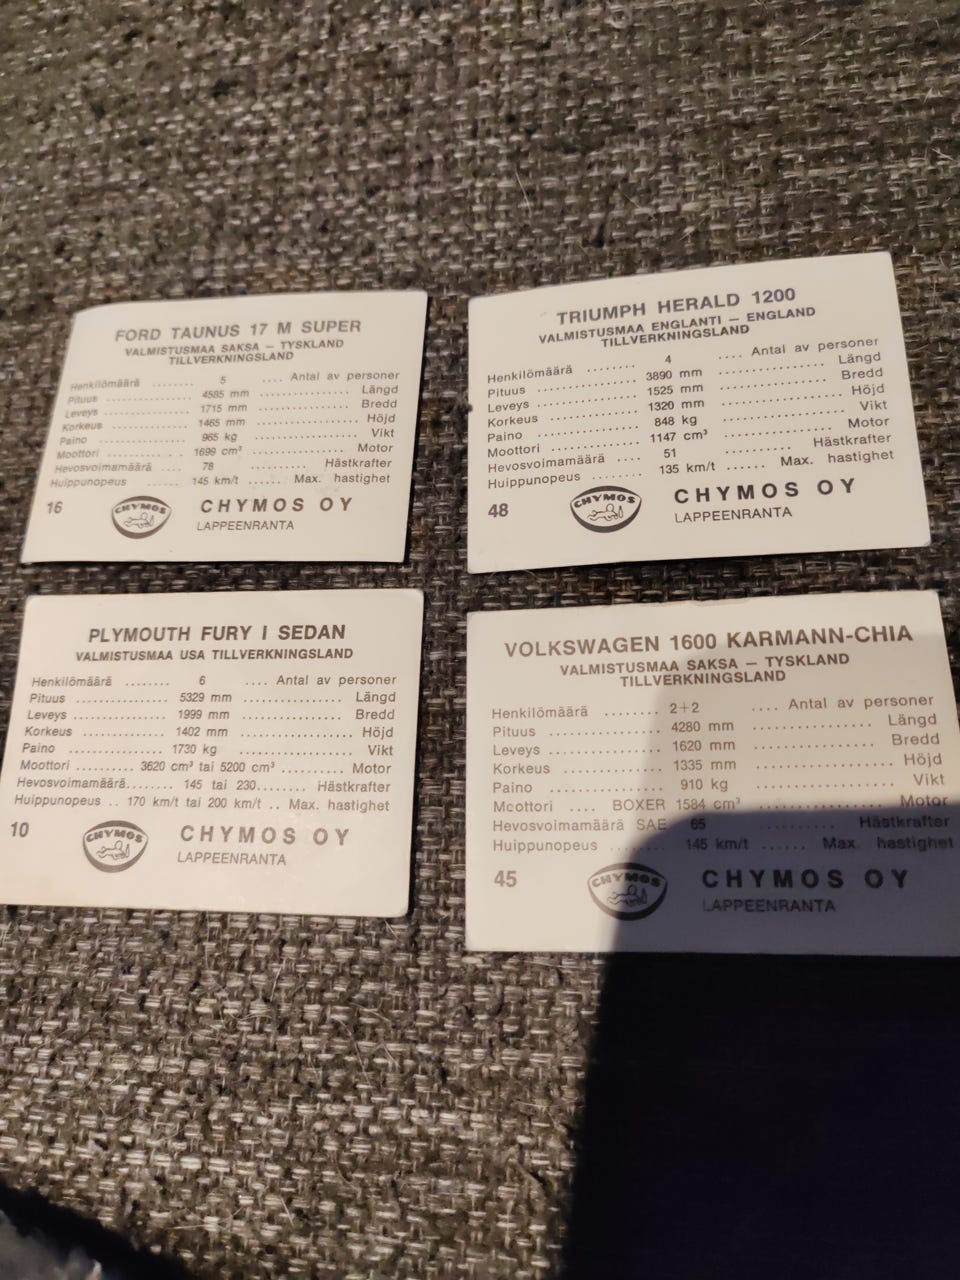 FORD TAUNUS 17 M SUPER
VALMISTUSMAA SAKSA — TYSKLAND
TILLVERKNINGSLAND
Henkilömäärä ........ 5 .... Antal av personer
Pituus ................ 4585 mm ................ Längd
Leveys ................ 1715 mm ................ Bredd
Korkeus ................ 1465 mm ................ Höjd
Paino ................ 965 kg ................ Vikt
Moottori ................ 1699 cm³ ................ Motor
Hevosvoimamäärä .... 78 ........ Hästkrafter
Huippunopeus ........ 145 km/t ...... Max. hastighet
16 CHYMOS CHYMOS OY
LAPPEENRANTA
TRIUMPH HERALD 1200
VALMISTUSMAA ENGLANTI — ENGLAND
TILLVERKNINGSLAND
Henkilömäärä ........ 4 .... Antal av personer
Pituus ................ 3890 mm ................ Längd
Leveys ................ 1525 mm ................ Bredd
Korkeus ................ 1320 mm ................ Höjd
Paino ................ 848 kg ................ Vikt
Moottori ................ 1147 cm³ ................ Motor
Hevosvoimamäärä .... 51 ........ Hästkrafter
Huippunopeus ........ 135 km/t ...... Max. hastighet
48 CHYMOS CHYMOS OY
LAPPEENRANTA
PLYMOUTH FURY I SEDAN
VALMISTUSMAA USA TILLVERKNINGSLAND
Henkilömäärä ........ 6 .... Antal av personer
Pituus ................ 5329 mm ................ Längd
Leveys ................ 1999 mm ................ Bredd
Korkeus ................ 1402 mm ................ Höjd
Paino ................ 1730 kg ................ Vikt
Moottori .......... 3620 cm³ tai 5200 cm³ .......... Motor
Hevosvoimamäärä........ 145 tai 230........ Hästkrafter
Huippunopeus .. 170 km/t tai 200 km/t .. Max. hastighet
10 CHYMOS CHYMOS OY
LAPPEENRANTA
VOLKSWAGEN 1600 KARMANN-CHIA
VALMISTUSMAA SAKSA — TYSKLAND
TILLVERKNINGSLAND
Henkilömäärä ........ 2+2 .... Antal av personer
Pituus ................ 4280 mm ................ Längd
Leveys ................ 1620 mm ................ Bredd
Korkeus ................ 1335 mm ................ Höjd
Paino ................ 910 kg ................ Vikt
Mcottori .... BOXER 1584 cm³ ................ Motor
Hevosvoimamäärä SAE 65 .......... Hästkrafter
Huippunopeus ........ 145 km/t ...... Max. hastighet
45 CHYMOS CHYMOS OY
LAPPEENRANTA